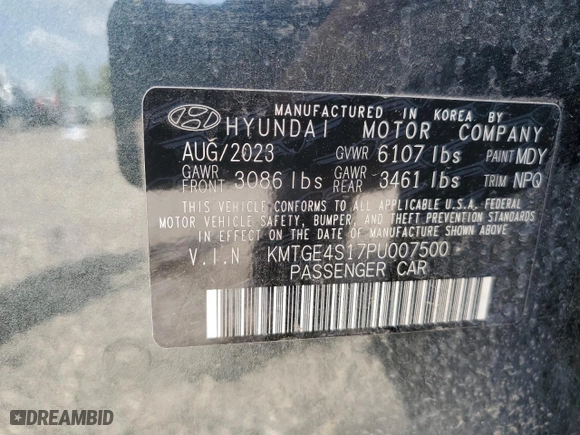 MANUFACTURED IN KOREA BY
HYUNDAI MOTOR COMPANY
AUG/2023 GVWR 6107 lbs PAINT MDY
GAWR FRONT 3086 lbs GAWR REAR 3461 lbs TRIM NPQ
THIS VEHICLE CONFORMS TO ALL APPLICABLE U.S.A. FEDERAL
MOTOR VEHICLE SAFETY, BUMPER, AND THEFT PREVENTION STANDARDS
IN EFFECT ON THE DATE OF MANUFACTURE SHOWN ABOVE.
V.I.N KMTGE4S17PU007500
PASSENGER CAR
DREAMBID